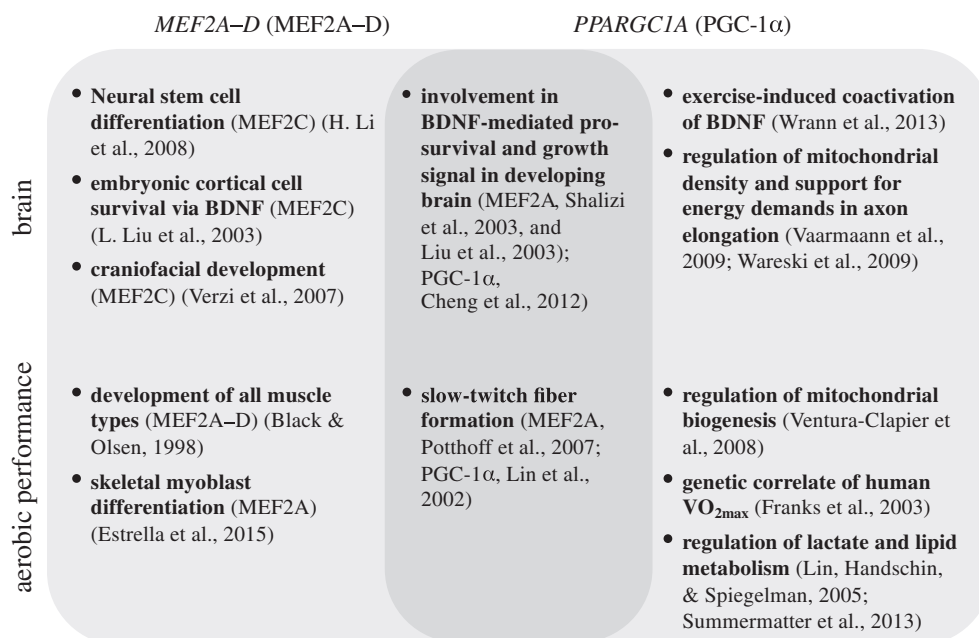 MEF2A–D (MEF2A–D)
PPARGC1A (PGC-1α)
brain
• Neural stem cell
differentiation (MEF2C) (H. Li
et al., 2008)
• embryonic cortical cell
survival via BDNF (MEF2C)
(L. Liu et al., 2003)
• craniofacial development
(MEF2C) (Verzi et al., 2007)
• involvement in
BDNF-mediated pro-
survival and growth
signal in developing
brain (MEF2A, Shalizi
et al., 2003, and
Liu et al., 2003);
PGC-1α,
Cheng et al., 2012)
• exercise-induced coactivation
of BDNF (Wrann et al., 2013)
• regulation of mitochondrial
density and support for
energy demands in axon
elongation (Vaarmaann et al.,
2009; Wareski et al., 2009)
aerobic performance
• development of all muscle
types (MEF2A–D) (Black &
Olsen, 1998)
• skeletal myoblast
differentiation (MEF2A)
(Estrella et al., 2015)
• slow-twitch fiber
formation (MEF2A,
Potthoff et al., 2007;
PGC-1α, Lin et al.,
2002)
• regulation of mitochondrial
biogenesis (Ventura-Clapier et
al., 2008)
• genetic correlate of human
VO2max (Franks et al., 2003)
• regulation of lactate and lipid
metabolism (Lin, Handschin,
& Spiegelman, 2005;
Summermatter et al., 2013)